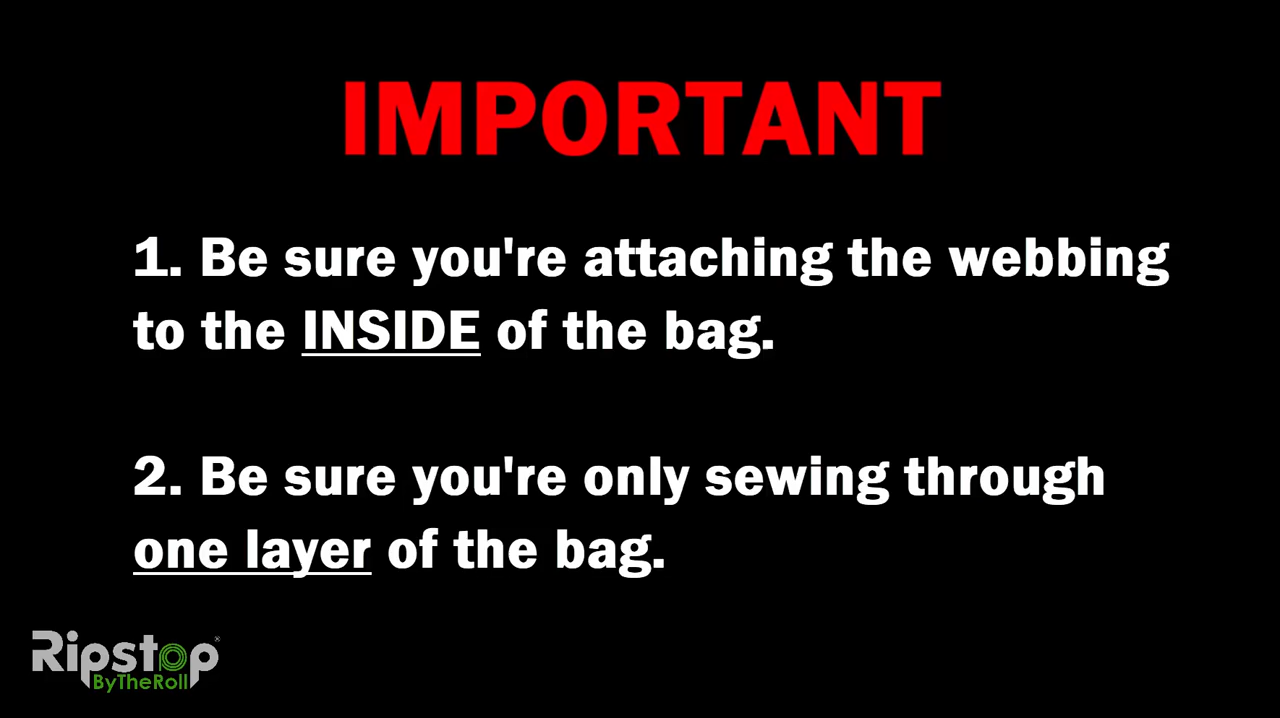 IMPORTANT
1. Be sure you're attaching the webbing
to the INSIDE of the bag.
2. Be sure you're only sewing through
one layer of the bag.
Ripstop®
ByTheRoll